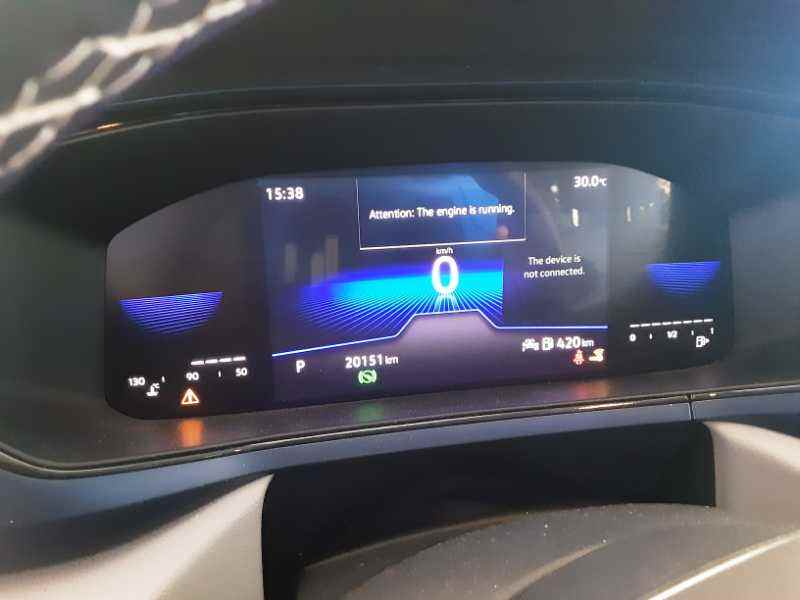 15:38
Attention: The engine is running.
30.0°C
km/h
0
The device is
not connected.
130 90 50
0 1/2 1
P
20151 km
420 km